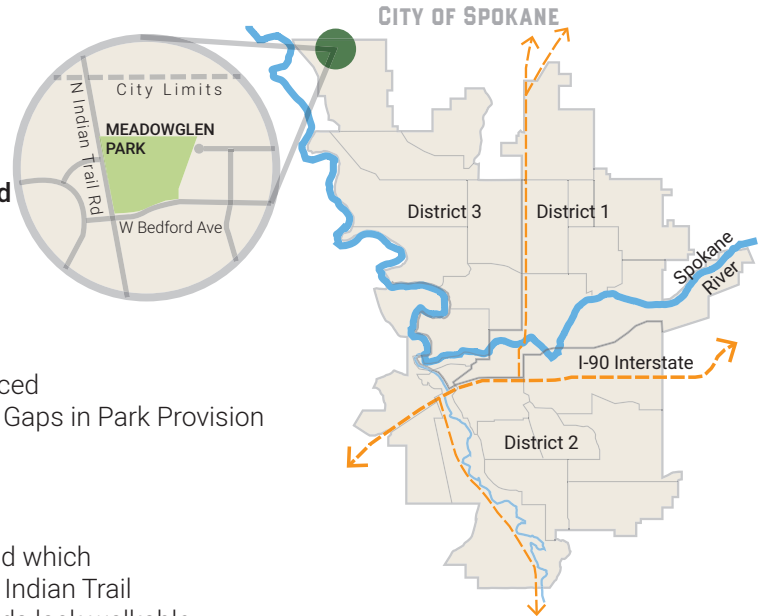 CITY OF SPOKANE
City Limits
N Indian Trail Rd
MEADOWGLEN
PARK
W Bedford Ave
d
District 3
District 1
Spokane
River
I-90 Interstate
District 2
ced
Gaps in Park Provision
d which
Indian Trail